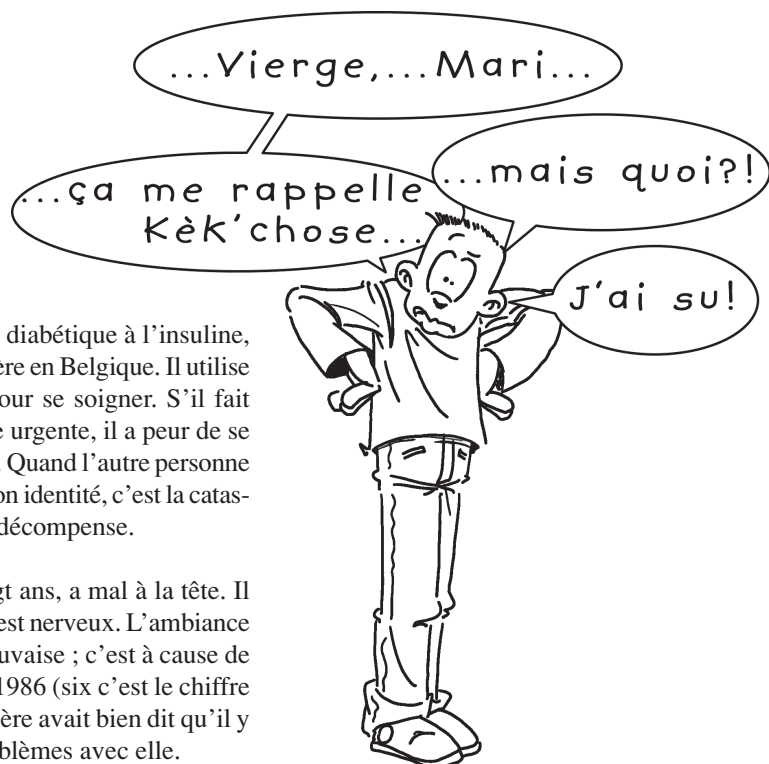 ...Vierge,...Mari...
...ça me rappelle
Kèk'chose...
...mais quoi?!
J'ai su!
diabétique à l'insuline,
ère en Belgique. Il utilise
our se soigner. S'il fait
e urgente, il a peur de se
. Quand l'autre personne
on identité, c'est la catas-
décompense.
gt ans, a mal à la tête. Il
est nerveux. L'ambiance
uvaise ; c'est à cause de
1986 (six c'est le chiffre
ère avait bien dit qu'il y
blèmes avec elle.